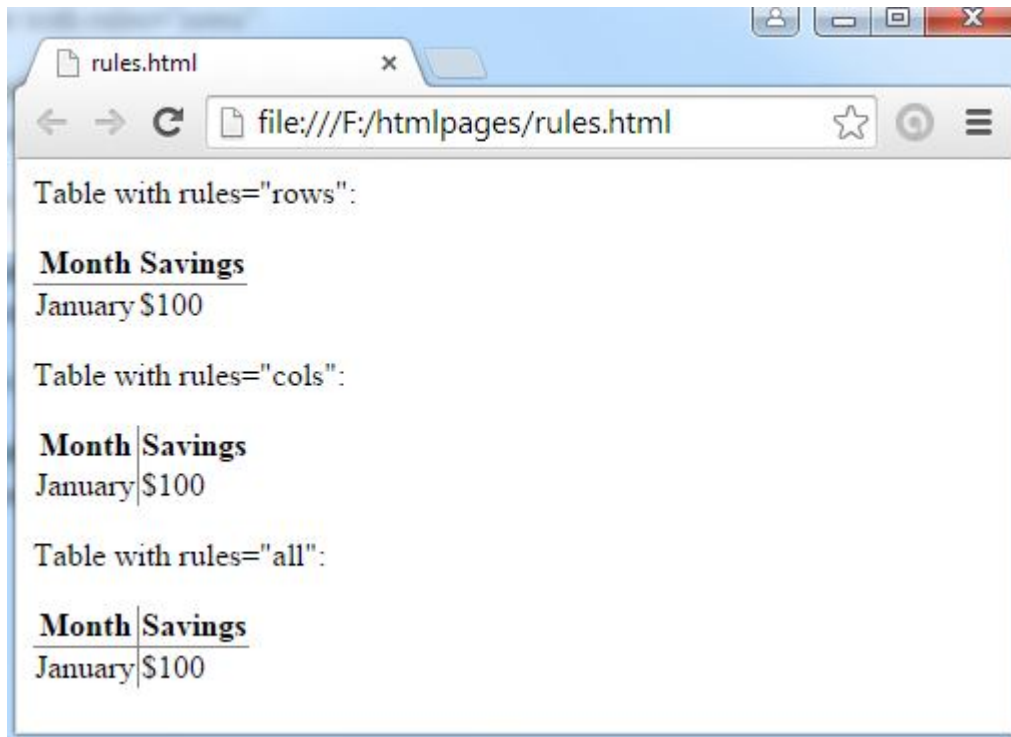 rules.html
file:///F:/htmlpages/rules.html
Table with rules="rows":
Month Savings
January $100
Table with rules="cols":
Month Savings
January $100
Table with rules="all":
Month Savings
January $100